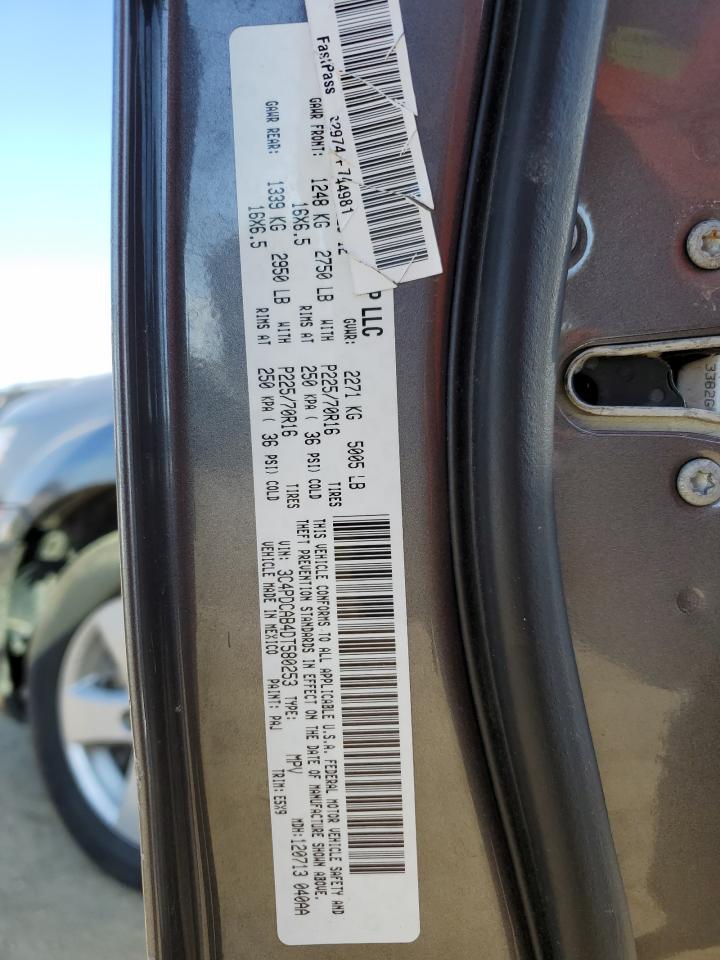 FastPass
P LLC
GVWR: 2271 KG 5005 LB
GAWR FRONT: 1248 KG 2750 LB WITH P225/70R16 TIRES
16X6.5 RIMS AT 250 KPA ( 36 PSI) COLD
GAWR REAR: 1339 KG 2950 LB WITH P225/70R16 TIRES
16X6.5 RIMS AT 250 KPA ( 36 PSI) COLD
THIS VEHICLE CONFORMS TO ALL APPLICABLE U.S.A. FEDERAL MOTOR VEHICLE SAFETY AND
THEFT PREVENTION STANDARDS IN EFFECT ON THE DATE OF MANUFACTURE SHOWN ABOVE.
VIN: 3C4PDCAB4DT580253 TYPE: MPV MDH:120713 040AA
VEHICLE MADE IN MEXICO PAINT: PAJ TRIM:E5X9